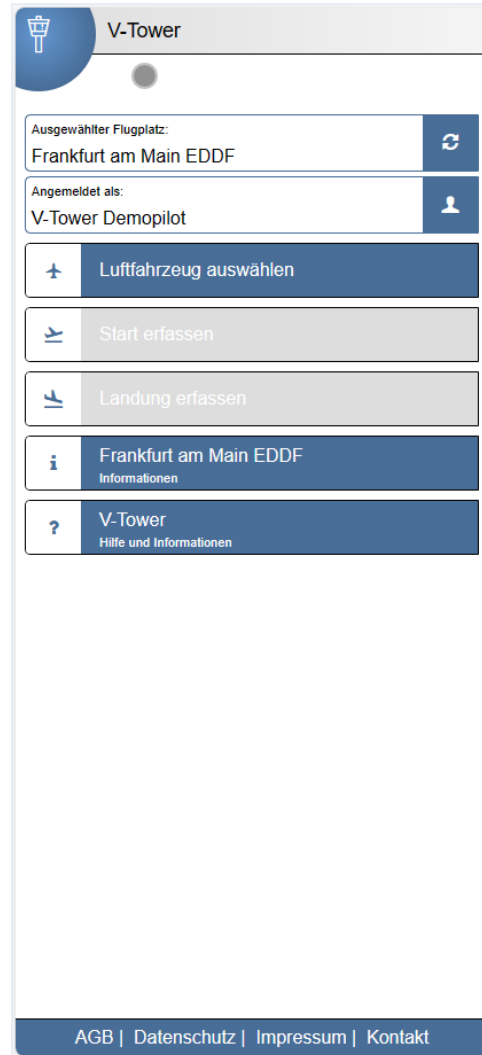 V-Tower
Ausgewählter Flugplatz:
Frankfurt am Main EDDF
Angemeldet als:
V-Tower Demopilot
Luftfahrzeug auswählen
Start erfassen
Landung erfassen
i
Frankfurt am Main EDDF
Informationen
?
V-Tower
Hilfe und Informationen
AGB | Datenschutz | Impressum | Kontakt